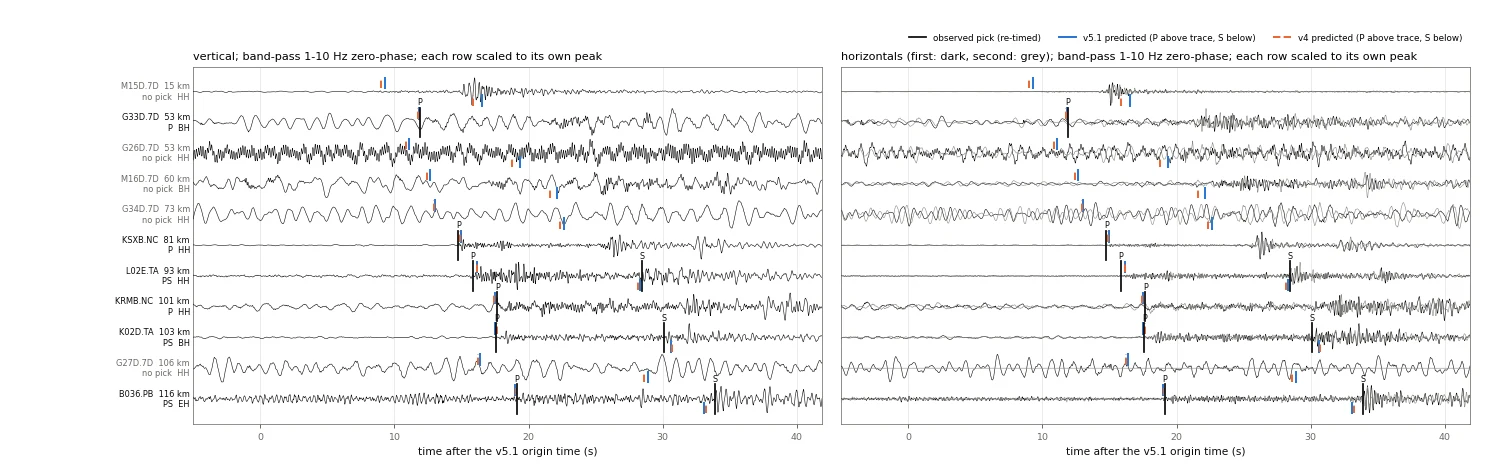 observed pick (re-timed)   v5.1 predicted (P above trace, S below)   v4 predicted (P above trace, S below)
vertical; band-pass 1-10 Hz zero-phase; each row scaled to its own peak
horizontals (first: dark, second: grey); band-pass 1-10 Hz zero-phase; each row scaled to its own peak
M15D.7D 15 km
no pick HH
P P
G33D.7D 53 km
P BH
G26D.7D 53 km
no pick HH
M16D.7D 60 km
no pick BH
G34D.7D 73 km
no pick HH
P P
KSXB.NC 81 km
P HH
P S P S
L02E.TA 93 km
PS HH
P P
KRMB.NC 101 km
P HH
P S P S
K02D.TA 103 km
PS BH
G27D.7D 106 km
no pick HH
P S P S
B036.PB 116 km
PS EH
0 10 20 30 40 0 10 20 30 40
time after the v5.1 origin time (s)
time after the v5.1 origin time (s)